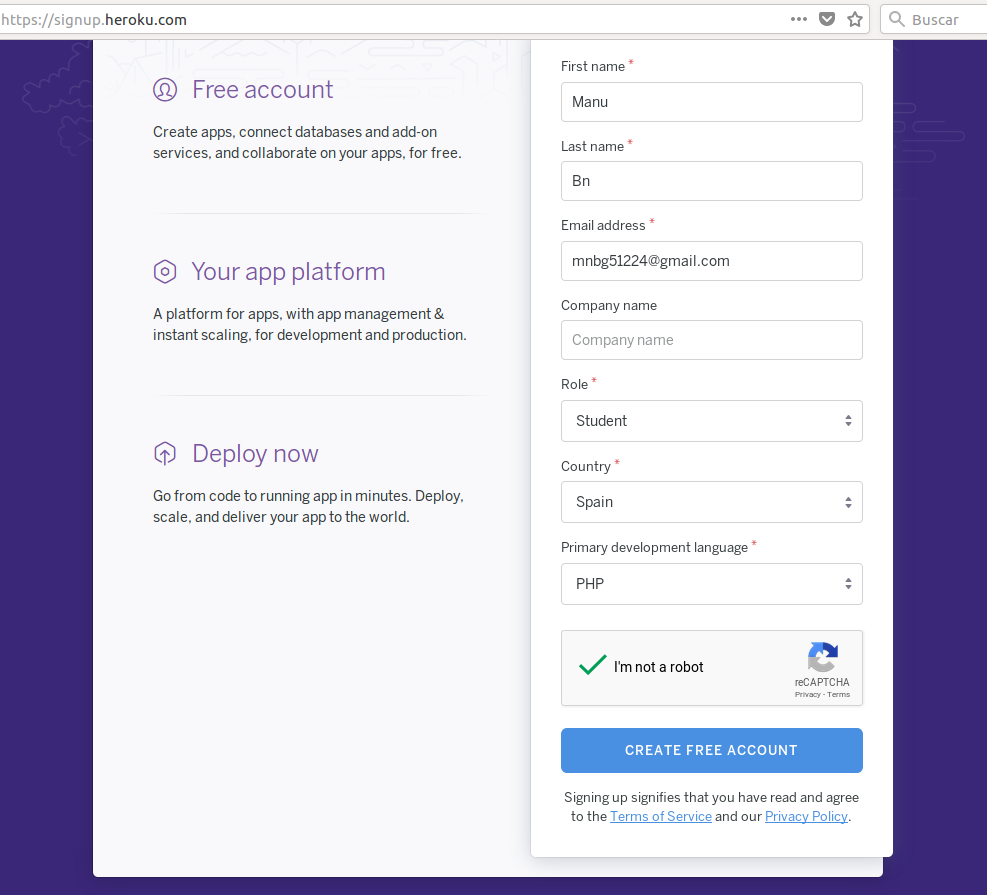 https://signup.heroku.com
Buscar
Free account
Create apps, connect databases and add-on
services, and collaborate on your apps, for free.
Your app platform
A platform for apps, with app management &
instant scaling, for development and production.
Deploy now
Go from code to running app in minutes. Deploy,
scale, and deliver your app to the world.
First name *
Manu
Last name *
Bn
Email address *
mnbg51224@gmail.com
Company name
Company name
Role *
Student
Country *
Spain
Primary development language *
PHP
I'm not a robot
reCAPTCHA
Privacy - Terms
CREATE FREE ACCOUNT
Signing up signifies that you have read and agree
to the Terms of Service and our Privacy Policy.